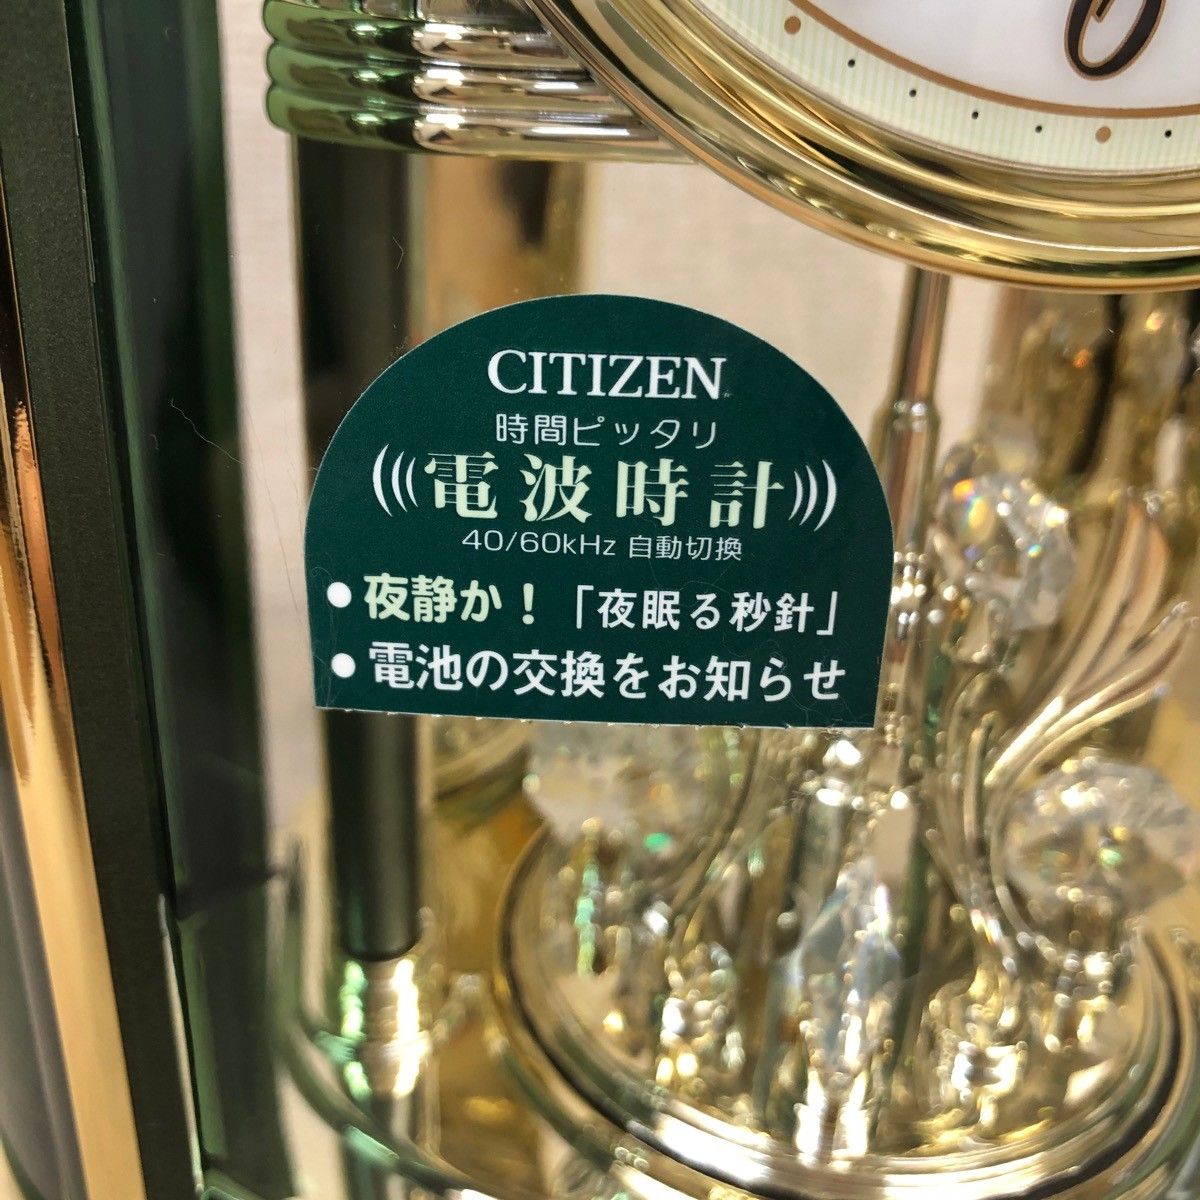 CITIZEN
時間ピッタリ
電波時計
40/60kHz 自動切換
● 夜静か！「夜眠る秒針」
● 電池の交換をお知らせ
6